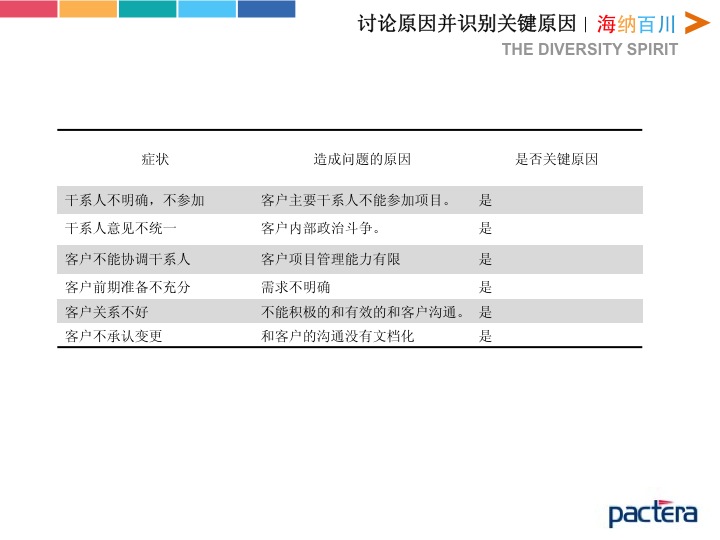 讨论原因并识别关键原因 | 海纳百川
THE DIVERSITY SPIRIT
症状 造成问题的原因 是否关键原因
干系人不明确，不参加 客户主要干系人不能参加项目。 是
干系人意见不统一 客户内部政治斗争。 是
客户不能协调干系人 客户项目管理能力有限 是
客户前期准备不充分 需求不明确 是
客户关系不好 不能积极的和有效的和客户沟通。 是
客户不承认变更 和客户的沟通没有文档化 是
pactera